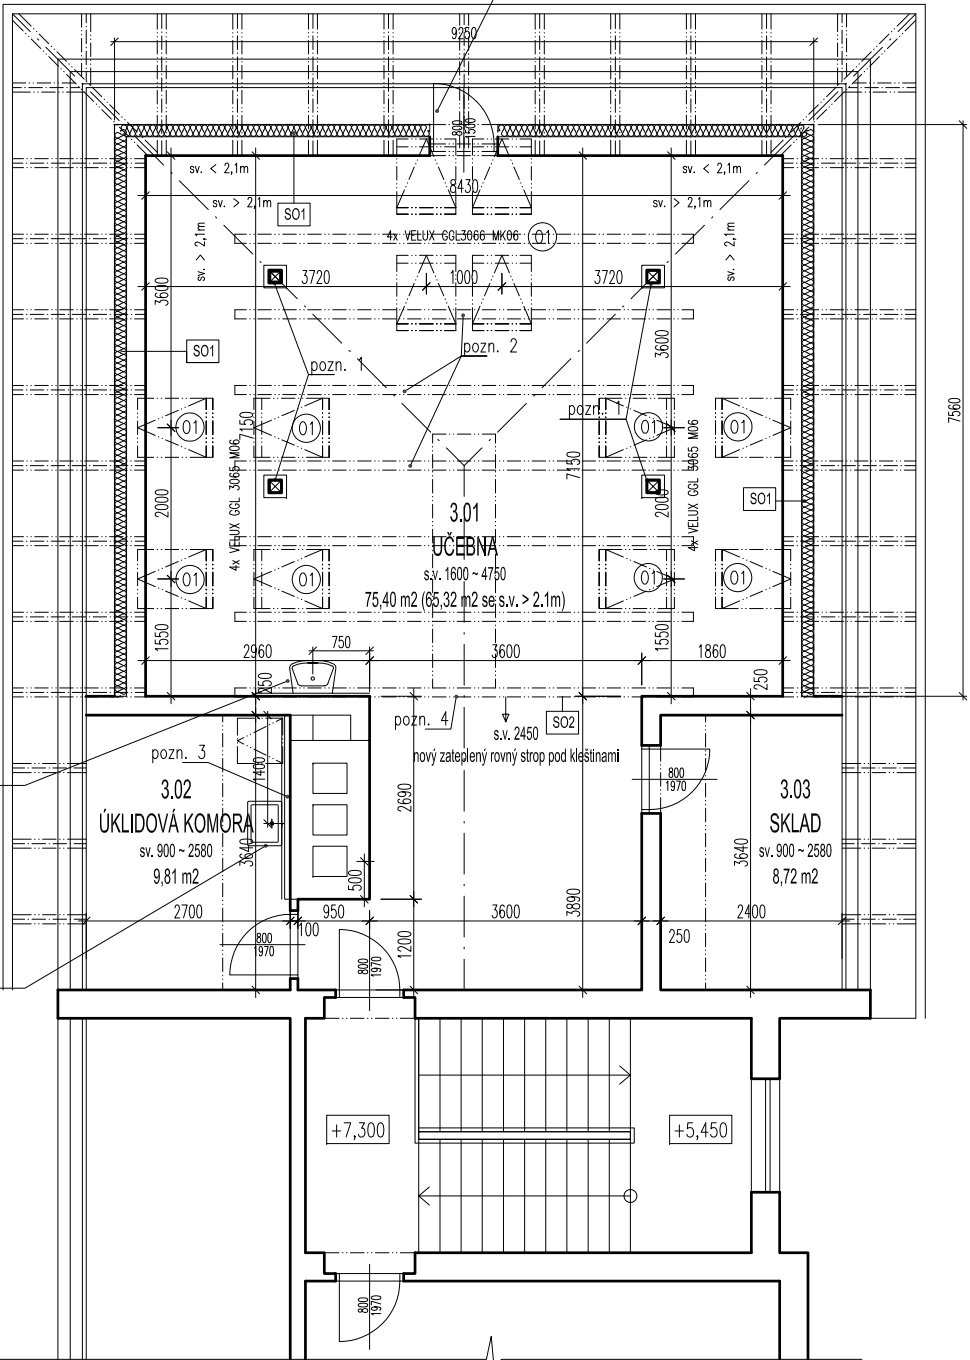 9250
800
1500
sv. < 2,1m
sv. < 2,1m
8430
sv. > 2,1m
sv. > 2,1m
S01
4x VELUX GGL3066 MK06
01
sv. > 2,1m
sv. > 2,1m
3720
1000
3720
3600
3600
S01
pozn. 2
pozn. 1
pozn. 1
7560
01
01
01
01
7150
7150
4x VELUX GGL 3065 M06
4x VELUX GGL 3065 M06
2000
2000
S01
3.01
UČEBNA
s.v. 1600 ~ 4750
75,40 m2 (65,32 m2 se s.v. > 2.1m)
01
01
01
01
1550
1550
750
2960
3600
1860
250
250
pozn. 4
s.v. 2450
S02
nový zateplený rovný strop pod kleštinami
pozn. 3
1400
800
1970
3.02
ÚKLIDOVÁ KOMORA
sv. 900 ~ 2580
9,81 m2
3640
2690
3.03
SKLAD
sv. 900 ~ 2580
8,72 m2
3640
500
3890
2700
950
3600
2400
100
250
1200
800
1970
800
1970
+7,300
+5,450
800
1970